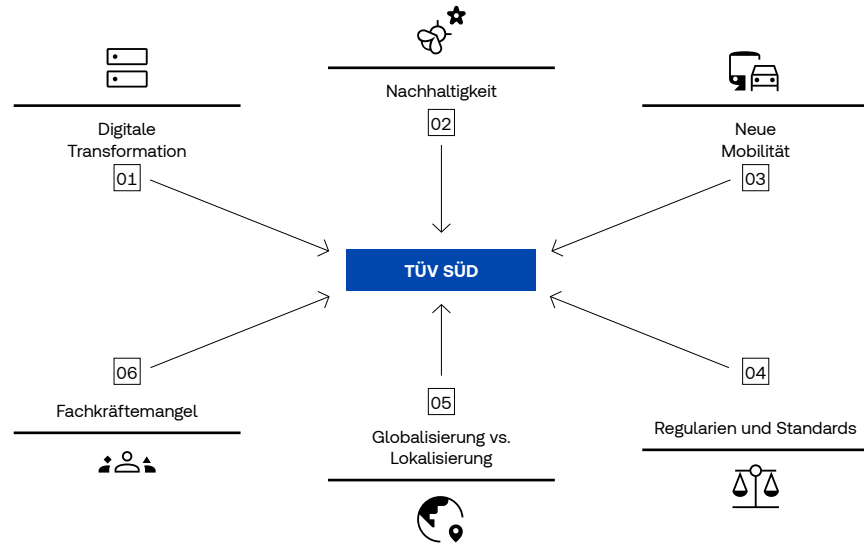 Digitale
Transformation
01
Nachhaltigkeit
02
Neue
Mobilität
03
TÜV SÜD
06
Fachkräftemangel
05
Globalisierung vs.
Lokalisierung
04
Regularien und Standards